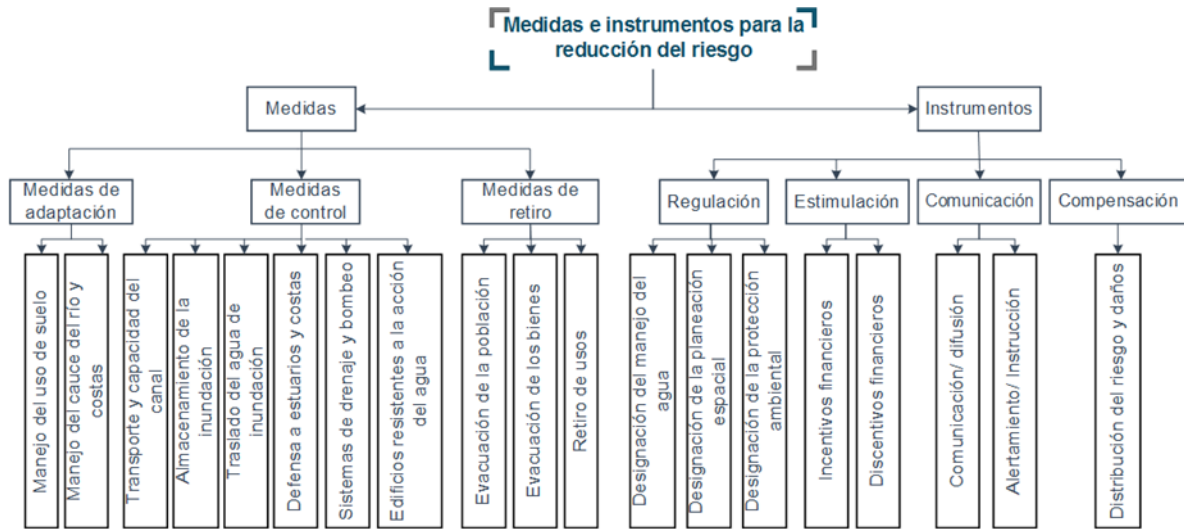 Medidas e instrumentos para la
reducción del riesgo
Medidas
Instrumentos
Medidas de
adaptación
Medidas
de control
Medidas de
retiro
Regulación
Estimulación
Comunicación
Compensación
Manejo del uso de suelo
Manejo del cauce del río y
costas
Transporte y capacidad del
canal
Almacenamiento de la
inundación
Traslado del agua de
inundación
Defensa a estuarios y costas
Sistemas de drenaje y bombeo
Edificios resistentes a la acción
del agua
Evacuación de la población
Evacuación de los bienes
Retiro de usos
Designación del manejo del
agua
Designación de la planeación
espacial
Designación de la protección
ambiental
Incentivos financieros
Discentivos financieros
Comunicación/ difusión
Alertamiento/ Instrucción
Distribución del riesgo y daños